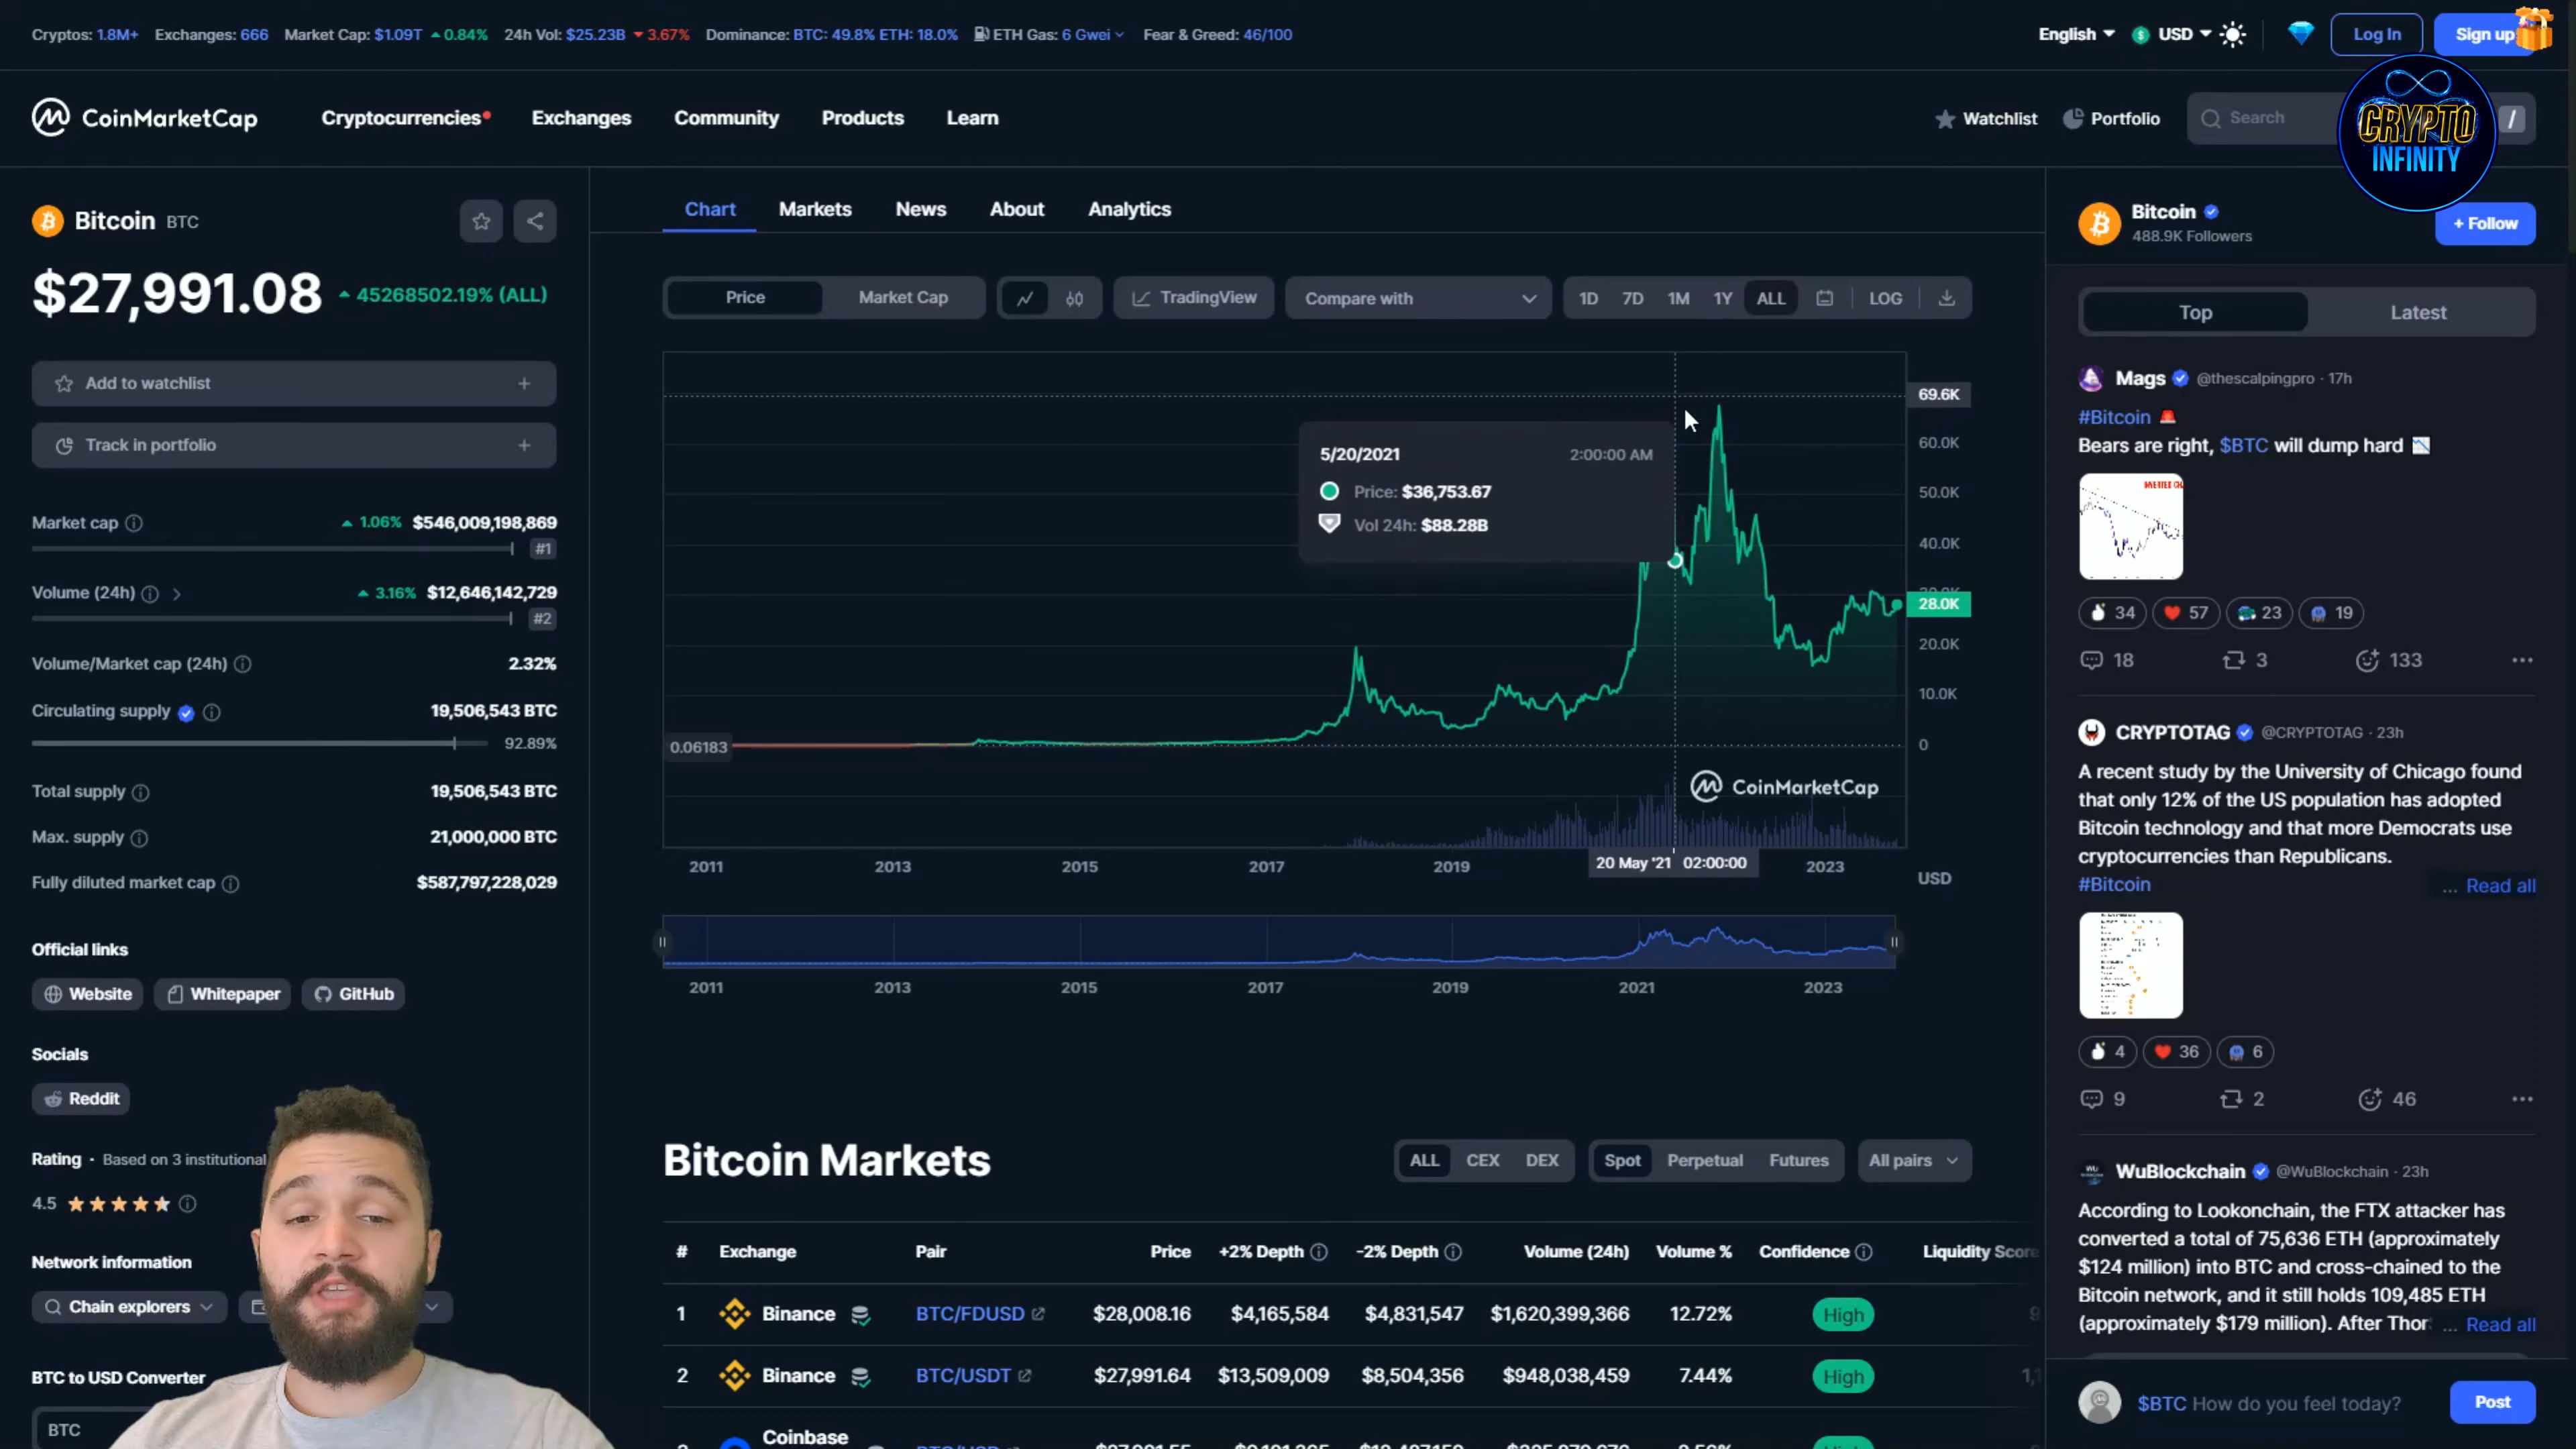 Cryptos: 1.8M+ Exchanges: 666 Market Cap: $1.09T 0.84% 24h Vol: $25.23B 3.67% Dominance: BTC: 49.8% ETH: 18.0% ETH Gas: 6 Gwei Fear & Greed: 46/100
English USD Log In Sign up
CoinMarketCap Cryptocurrencies Exchanges Community Products Learn
Watchlist Portfolio Search /
CRYPTO
INFINITY
Bitcoin BTC
$27,991.08 45268502.19% (ALL)
Add to watchlist
Track in portfolio
Market cap 1.06% $546,009,198,869
#1
Volume (24h) 3.16% $12,646,142,729
#2
Volume/Market cap (24h) 2.32%
Circulating supply 19,506,543 BTC
92.89%
Total supply 19,506,543 BTC
Max. supply 21,000,000 BTC
Fully diluted market cap $587,797,228,029
Official links
Website Whitepaper GitHub
Socials
Reddit
Rating · Based on 3 institutional
4.5
Network information
Chain explorers
BTC to USD Converter
BTC
Chart Markets News About Analytics
Price Market Cap TradingView Compare with 1D 7D 1M 1Y ALL LOG
69.6K
60.0K
50.0K
40.0K
28.0K
20.0K
10.0K
0
5/20/2021 2:00:00 AM
Price: $36,753.67
Vol 24h: $88.28B
0.06183
CoinMarketCap
2011 2013 2015 2017 2019 20 May '21 02:00:00 2023
USD
2011 2013 2015 2017 2019 2021 2023
Bitcoin Markets
ALL CEX DEX Spot Perpetual Futures All pairs
# Exchange Pair Price +2% Depth -2% Depth Volume (24h) Volume % Confidence Liquidity Score
1 Binance BTC/FDUSD $28,008.16 $4,165,584 $4,831,547 $1,620,399,366 12.72% High
2 Binance BTC/USDT $27,991.64 $13,509,009 $8,504,356 $948,038,459 7.44% High
Coinbase
Bitcoin
488.9K Followers
+ Follow
Top Latest
Mags @thescalpingpro · 17h
#Bitcoin
Bears are right, $BTC will dump hard
34 57 23 19
18 3 133
CRYPTOTAG @CRYPTOTAG · 23h
A recent study by the University of Chicago found
that only 12% of the US population has adopted
Bitcoin technology and that more Democrats use
cryptocurrencies than Republicans.
#Bitcoin ... Read all
4 36 6
9 2 46
WuBlockchain @WuBlockchain · 23h
According to Lookonchain, the FTX attacker has
converted a total of 75,636 ETH (approximately
$124 million) into BTC and cross-chained to the
Bitcoin network, and it still holds 109,485 ETH
(approximately $179 million). After Thor ... Read all
$BTC How do you feel today? Post